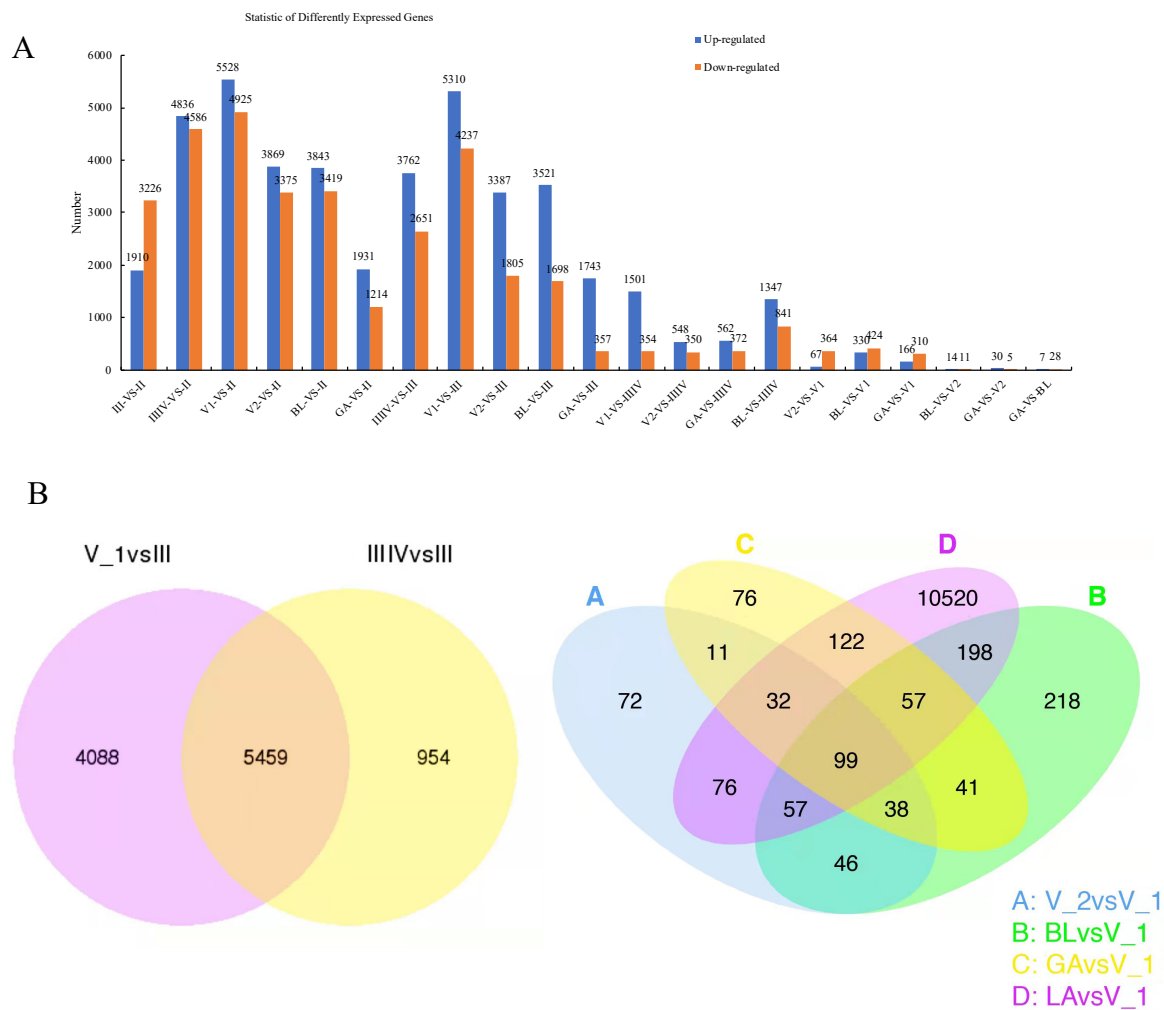 Statistic of Differently Expressed Genes
A
Up-regulated
Down-regulated
Number
6000
5000
4000
3000
2000
1000
0
1910
3226
4836
4586
5528
4925
3869
3375
3843
3419
1931
1214
3762
2651
5310
4237
3387
1805
3521
1698
1743
357
1501
354
548
350
562
372
1347
841
67
364
330
424
166
310
14
11
30
5
7
28
III-VS-II
IIIIV-VS-II
V1-VS-II
V2-VS-II
BL-VS-II
GA-VS-II
IIIIV-VS-III
V1-VS-III
V2-VS-III
BL-VS-III
GA-VS-III
V1-VS-IIIIV
V2-VS-IIIIV
GA-VS-IIIIV
BL-VS-IIIIV
V2-VS-V1
BL-VS-V1
GA-VS-V1
BL-VS-V2
GA-VS-V2
GA-VS-BL
B
V_1vsIII
IIIIVvsIII
4088
5459
954
C
D
A
B
76
10520
11
122
198
72
32
57
218
99
76
57
38
41
46
A: V_2vsV_1
B: BLvsV_1
C: GAvsV_1
D: LAvsV_1